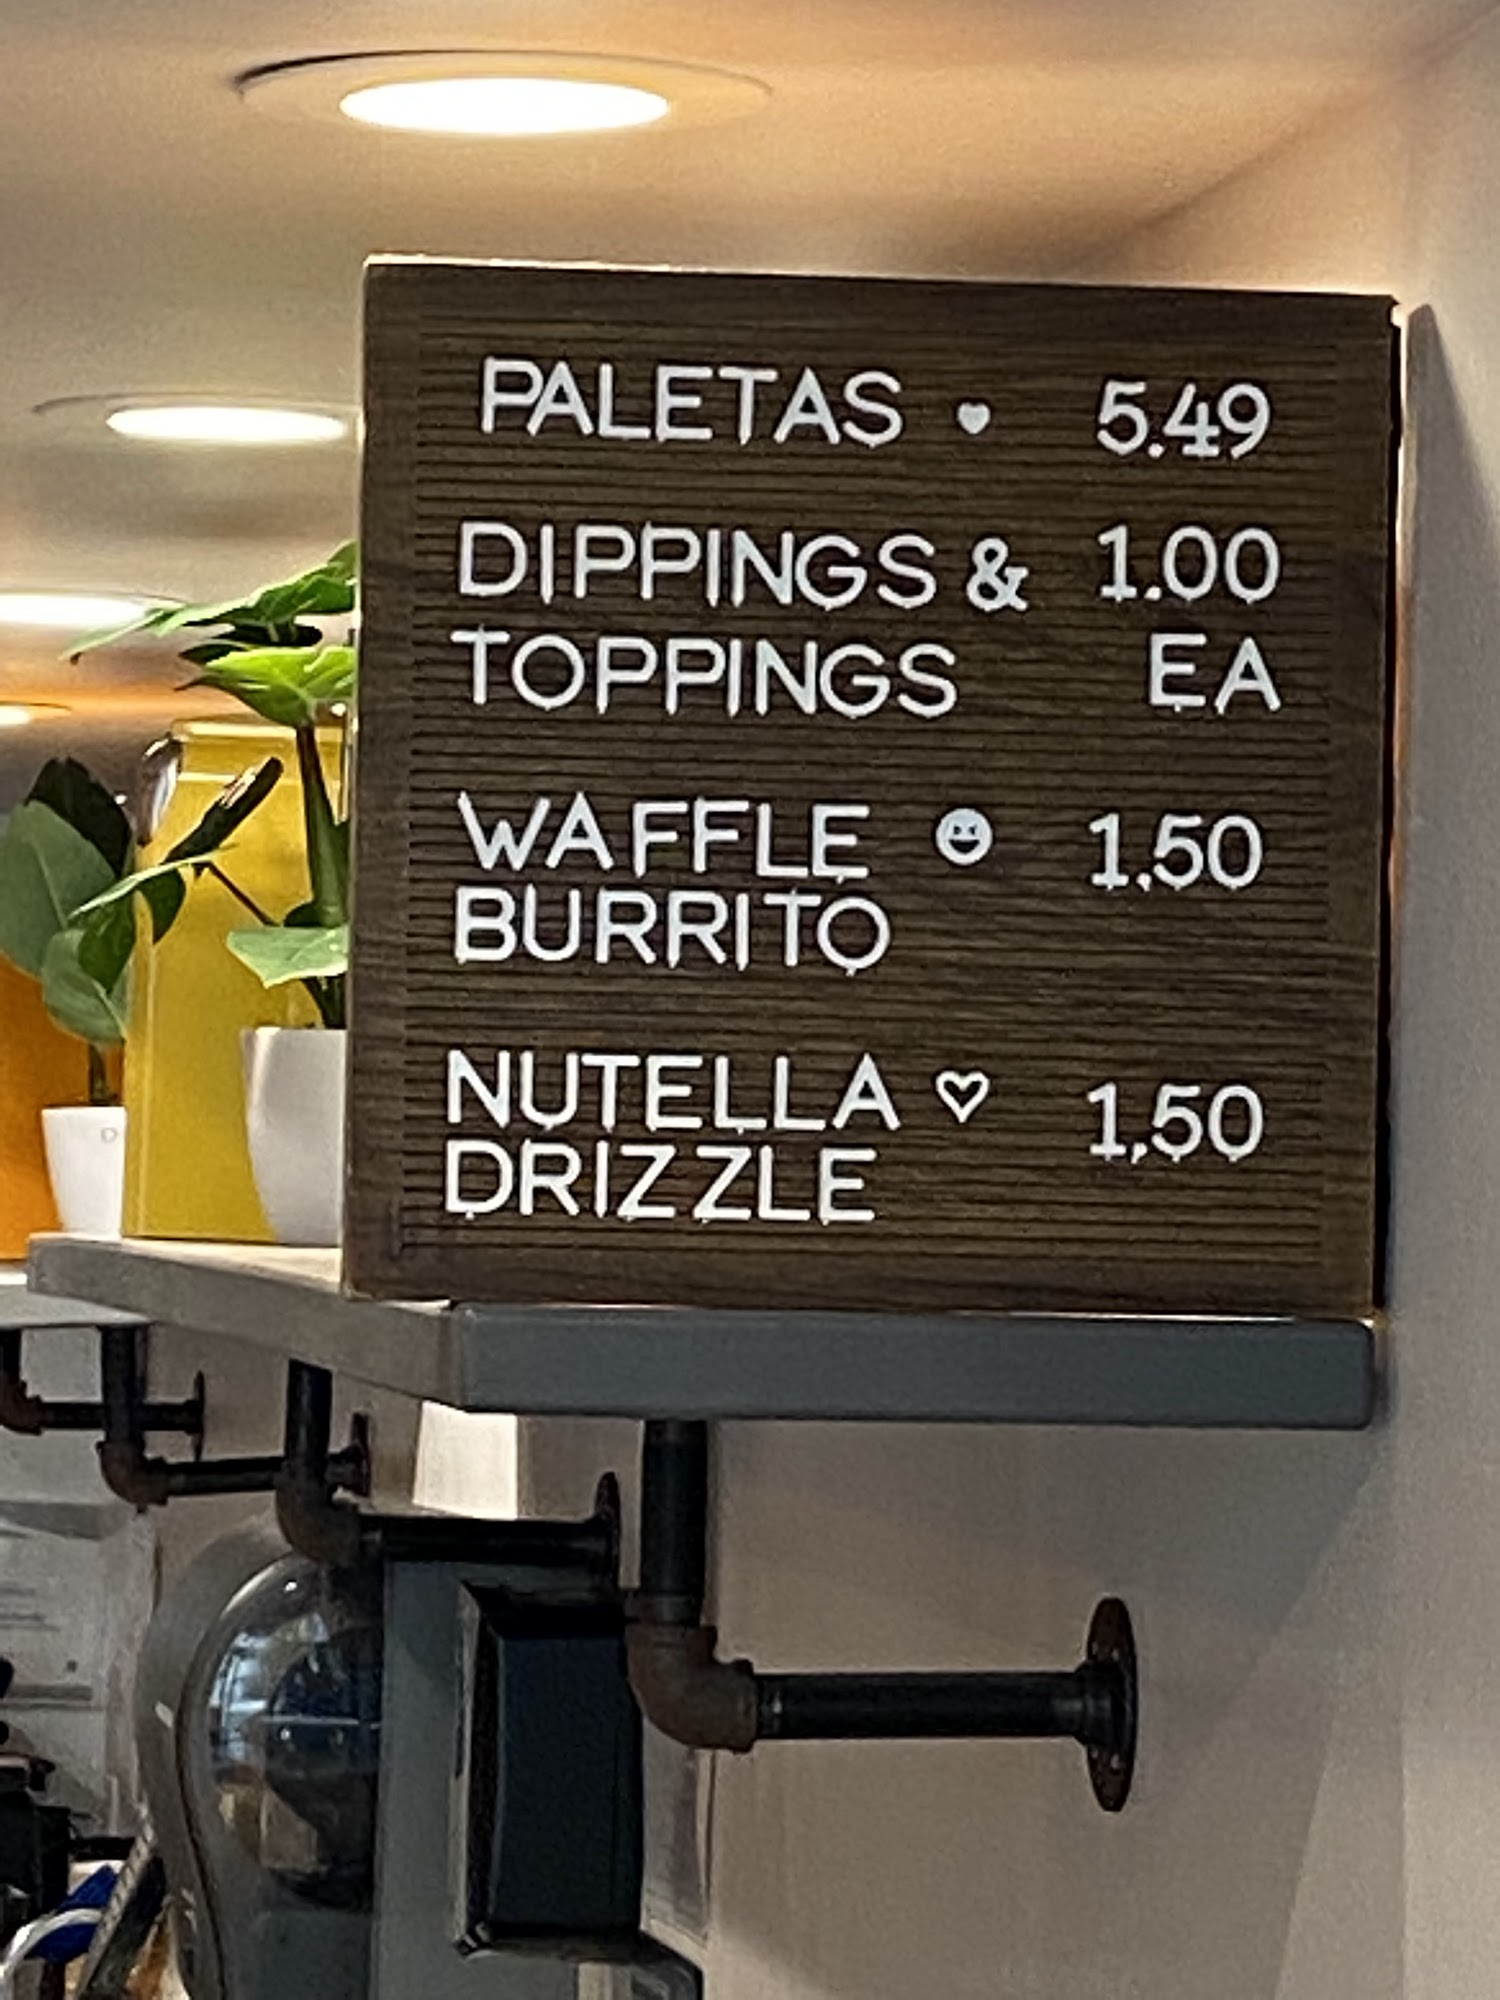 PALETAS ♥ 5.49
DIPPINGS & 1.00
TOPPINGS EA
WAFFLE 😆 1.50
BURRITO
NUTELLA ♡ 1.50
DRIZZLE